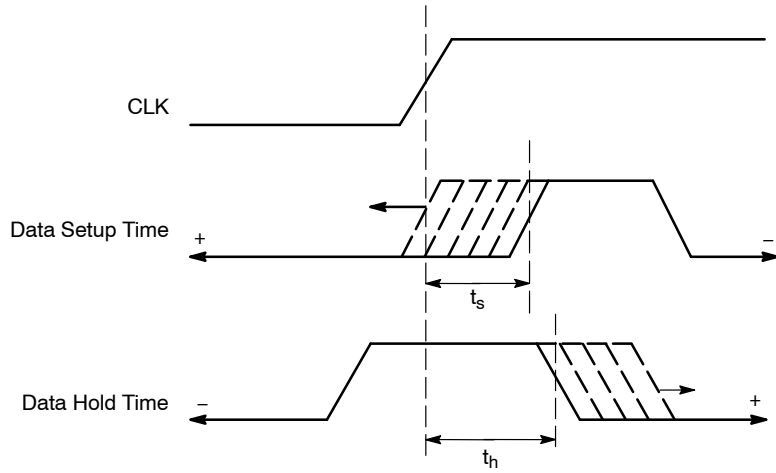 CLK
Data Setup Time
+
−
ts
Data Hold Time
−
+
th